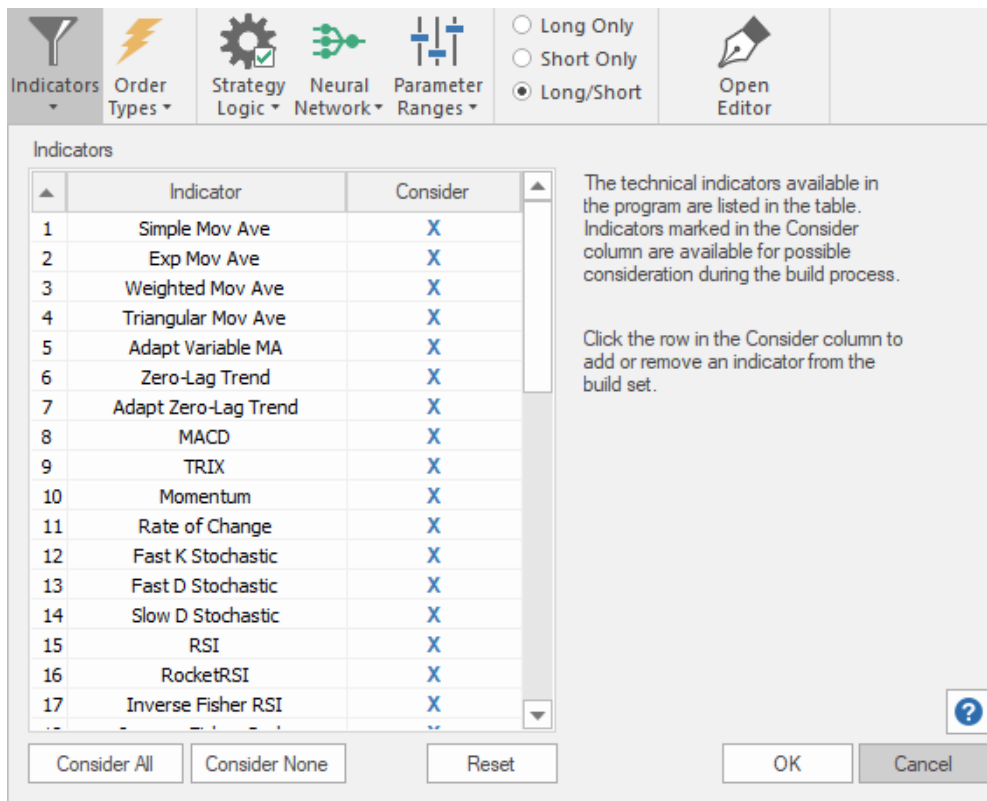 Indicators
Order
Types
Strategy
Logic
Neural
Network
Parameter
Ranges
Long Only
Short Only
Long/Short
Open
Editor
Indicators
Indicator Consider
1 Simple Mov Ave X
2 Exp Mov Ave X
3 Weighted Mov Ave X
4 Triangular Mov Ave X
5 Adapt Variable MA X
6 Zero-Lag Trend X
7 Adapt Zero-Lag Trend X
8 MACD X
9 TRIX X
10 Momentum X
11 Rate of Change X
12 Fast K Stochastic X
13 Fast D Stochastic X
14 Slow D Stochastic X
15 RSI X
16 RocketRSI X
17 Inverse Fisher RSI X
The technical indicators available in
the program are listed in the table.
Indicators marked in the Consider
column are available for possible
consideration during the build process.
Click the row in the Consider column to
add or remove an indicator from the
build set.
?
Consider All
Consider None
Reset
OK
Cancel